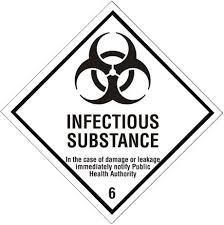 INFECTIOUS
SUBSTANCE
In the case of damage or leakage
immediately notify Public
Health Authority
6